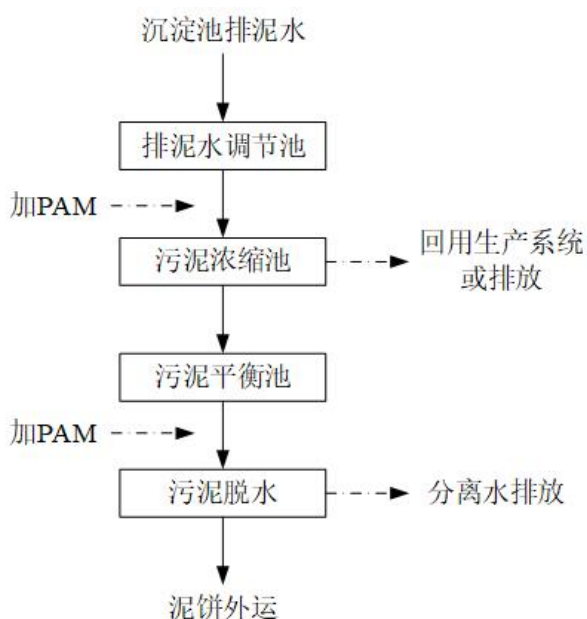 沉淀池排泥水
排泥水调节池
加PAM
污泥浓缩池
回用生产系统
或排放
污泥平衡池
加PAM
污泥脱水
分离水排放
泥饼外运